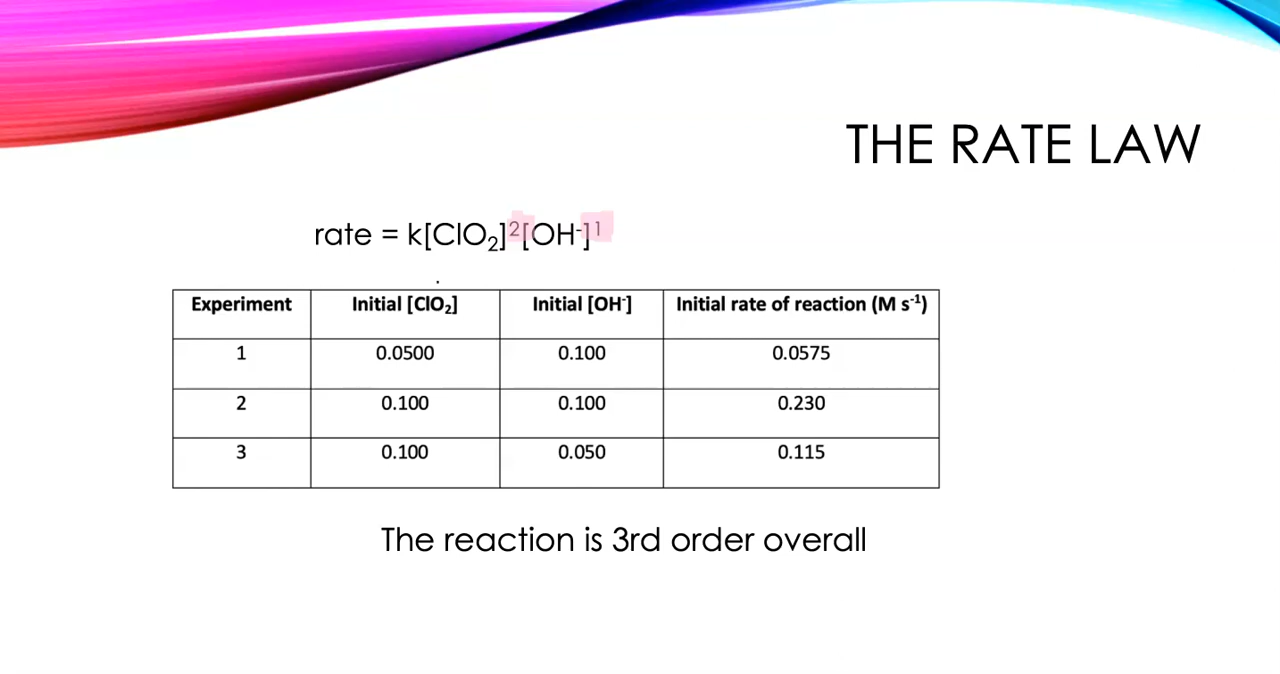 THE RATE LAW
rate = k[ClO₂]²[OH⁻]¹
Experiment Initial [ClO₂] Initial [OH⁻] Initial rate of reaction (M s⁻¹)
1 0.0500 0.100 0.0575
2 0.100 0.100 0.230
3 0.100 0.050 0.115
The reaction is 3rd order overall